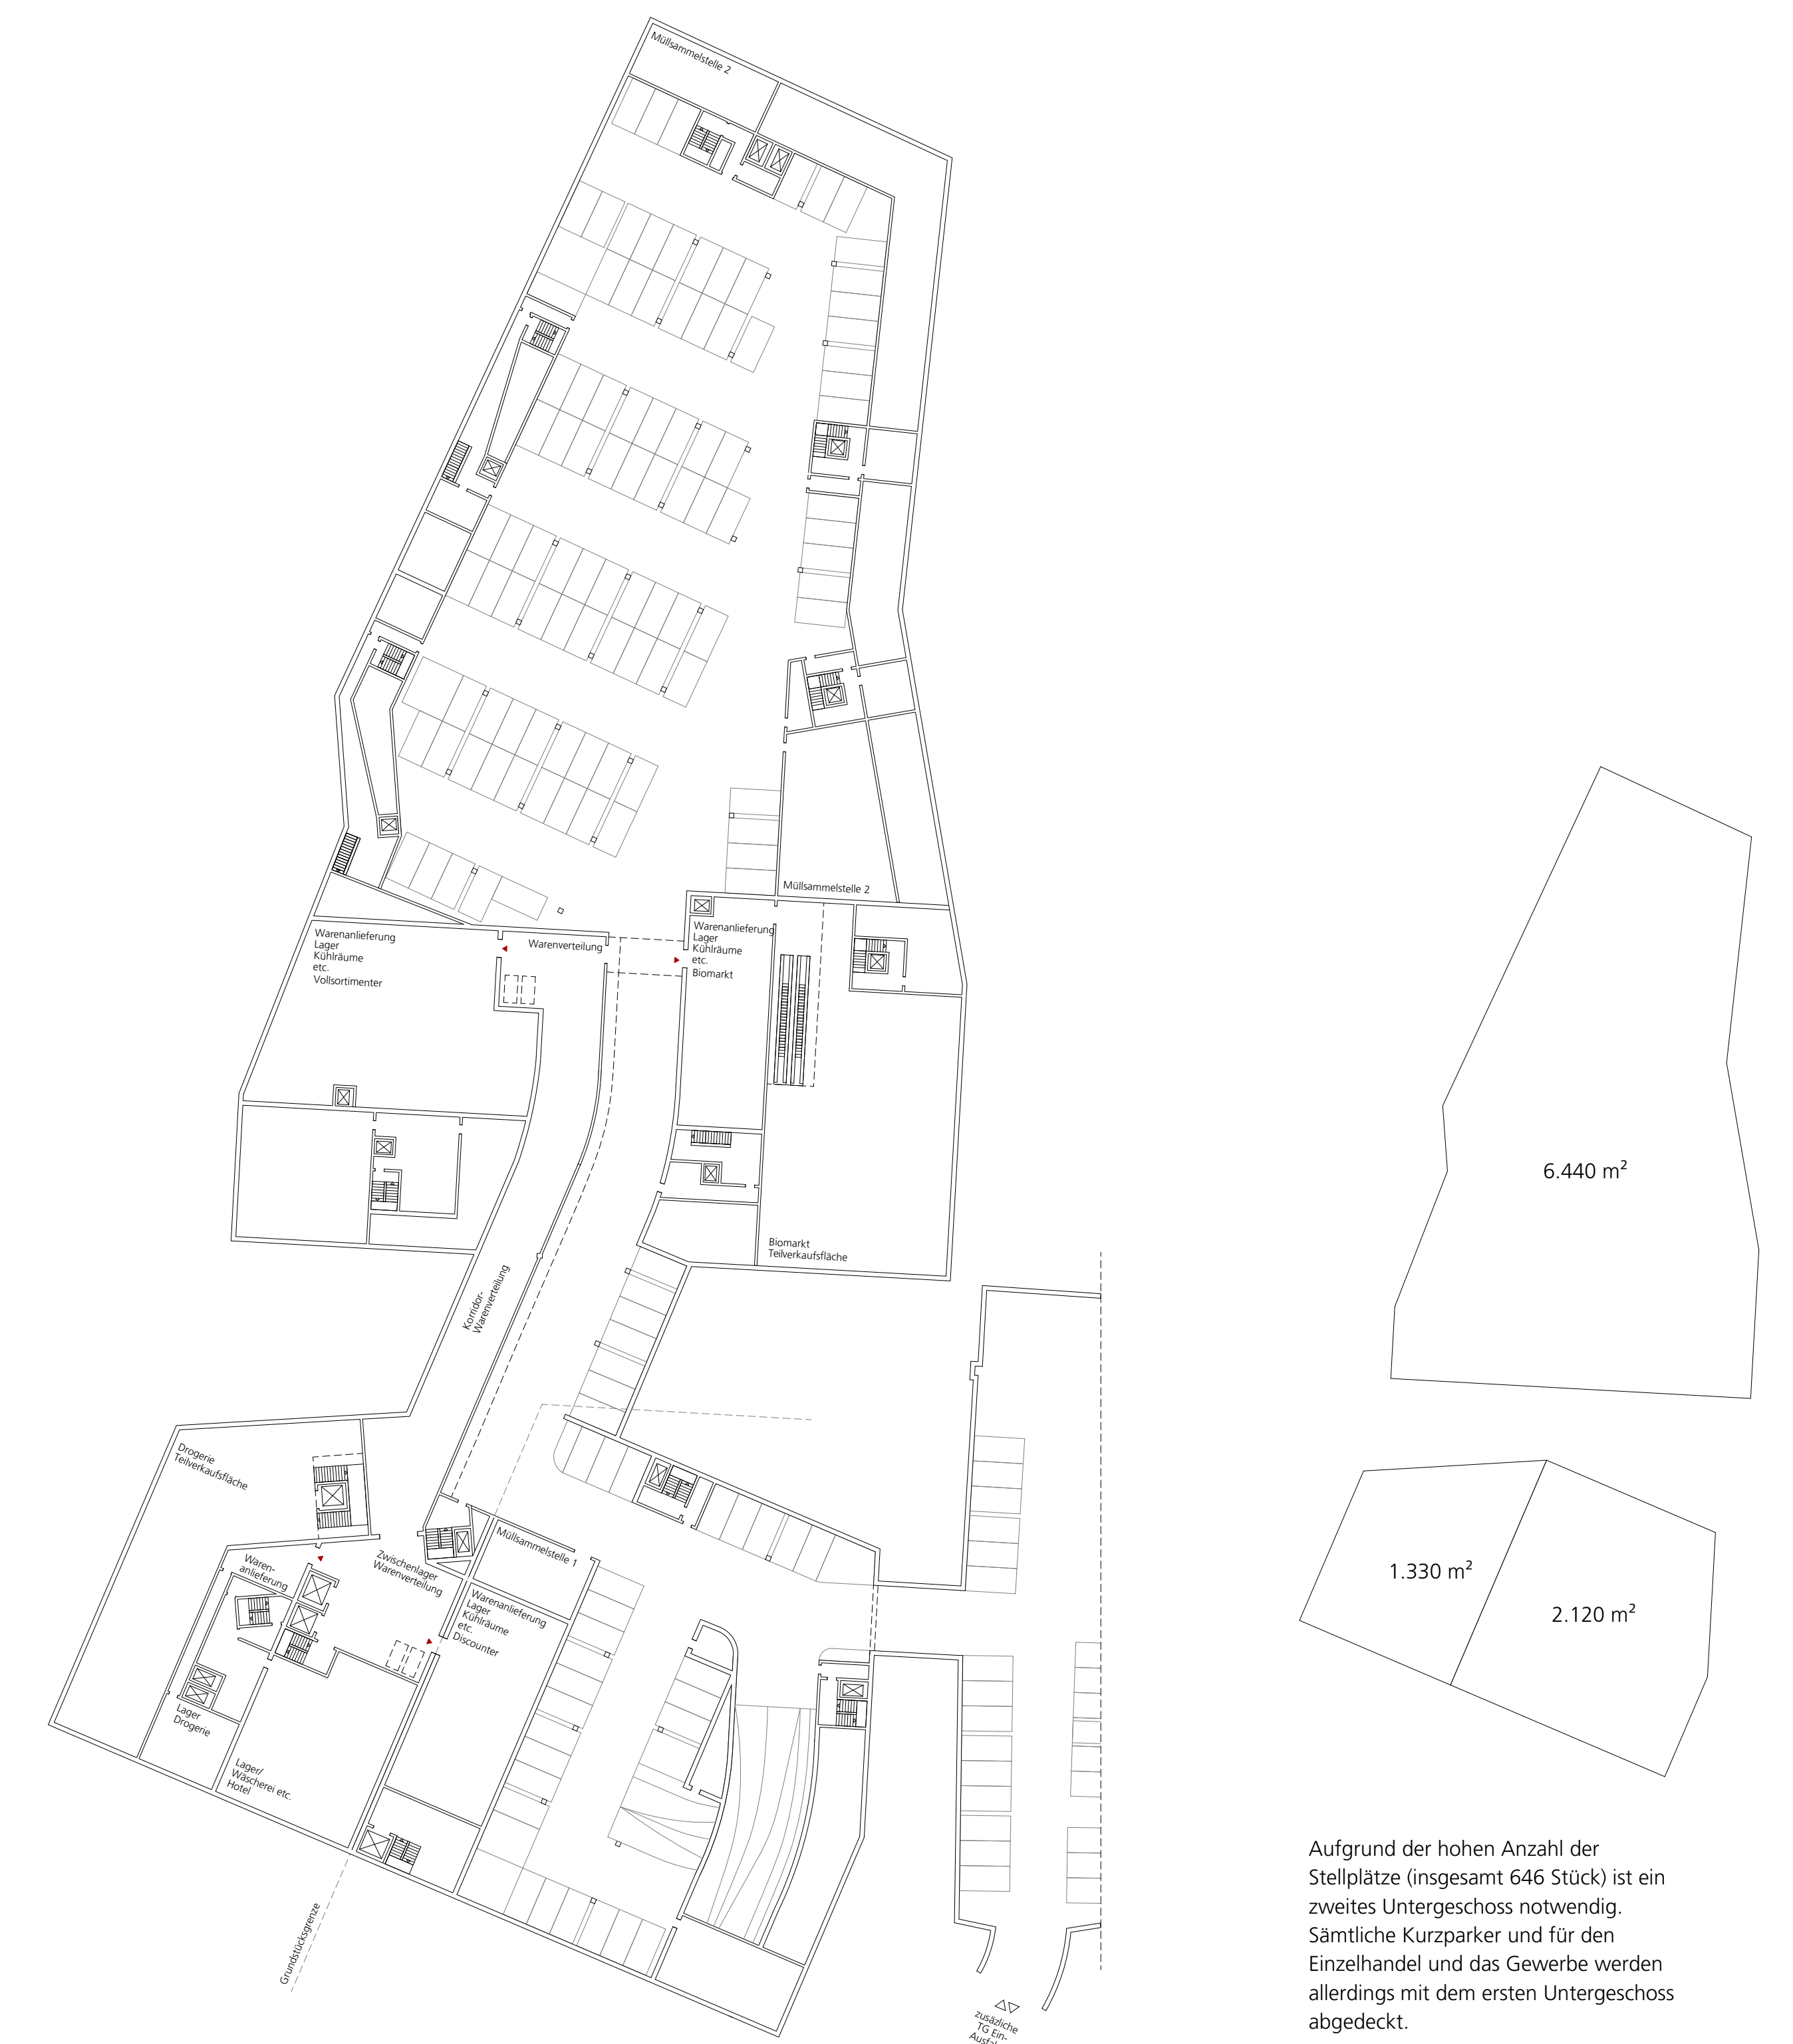 Müllsammelstelle 2
Müllsammelstelle 2
Warenanlieferung
Lager
Kühlräume
etc.
Vollsortimenter
Warenverteilung
Warenanlieferung
Lager
Kühlräume
etc.
Biomarkt
Biomarkt
Teilverkaufsfläche
Korridor-
Warenverteilung
Drogerie
Teilverkaufsfläche
Waren-
anlieferung
Zwischenlager
Warenverteilung
Müllsammelstelle 1
Warenanlieferung
Lager
Kühlräume
etc.
Discounter
Lager
Drogerie
Lager/
Wäscherei etc.
Hotel
Grundstücksgrenze
zusäzliche
TG Ein-
6.440 m²
1.330 m²
2.120 m²
Aufgrund der hohen Anzahl der
Stellplätze (insgesamt 646 Stück) ist ein
zweites Untergeschoss notwendig.
Sämtliche Kurzparker und für den
Einzelhandel und das Gewerbe werden
allerdings mit dem ersten Untergeschoss
abgedeckt.